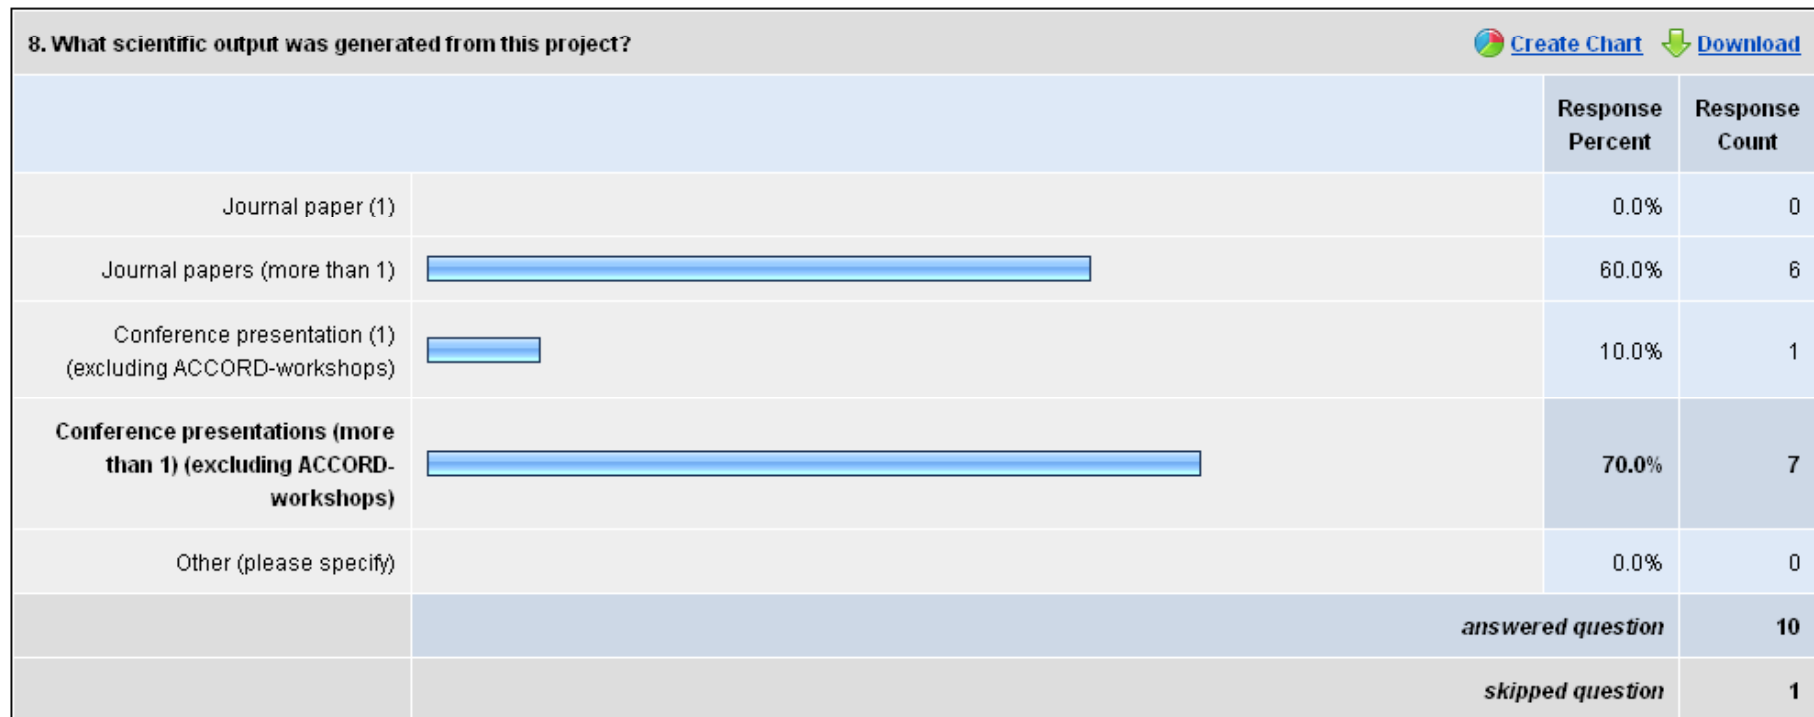 8. What scientific output was generated from this project?
Create Chart Download
Response Percent
Response Count
Journal paper (1) 0.0% 0
Journal papers (more than 1) 60.0% 6
Conference presentation (1)
(excluding ACCORD-workshops) 10.0% 1
Conference presentations (more
than 1) (excluding ACCORD-
workshops) 70.0% 7
Other (please specify) 0.0% 0
answered question 10
skipped question 1